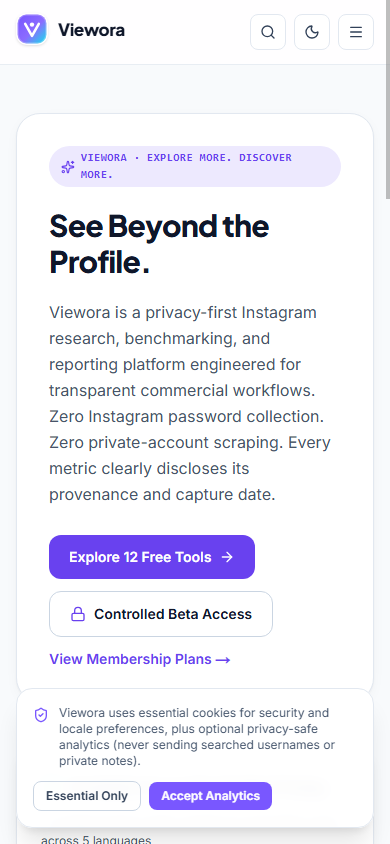 Viewora
VIEWORA · EXPLORE MORE. DISCOVER
MORE.
See Beyond the
Profile.
Viewora is a privacy-first Instagram
research, benchmarking, and
reporting platform engineered for
transparent commercial workflows.
Zero Instagram password collection.
Zero private-account scraping. Every
metric clearly discloses its
provenance and capture date.
Explore 12 Free Tools →
Controlled Beta Access
View Membership Plans →
Viewora uses essential cookies for security and
locale preferences, plus optional privacy-safe
analytics (never sending searched usernames or
private notes).
Essential Only
Accept Analytics
across 5 languages